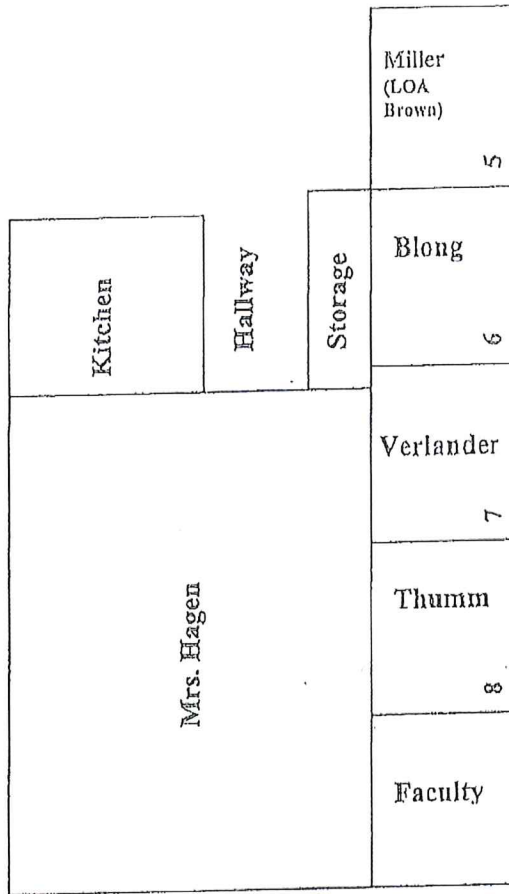 Miller
(LOA
Brown)
5
Kitchen
Hallway
Storage
Blong
6
Verlander
7
Mrs. Hagen
Thumm
8
Faculty